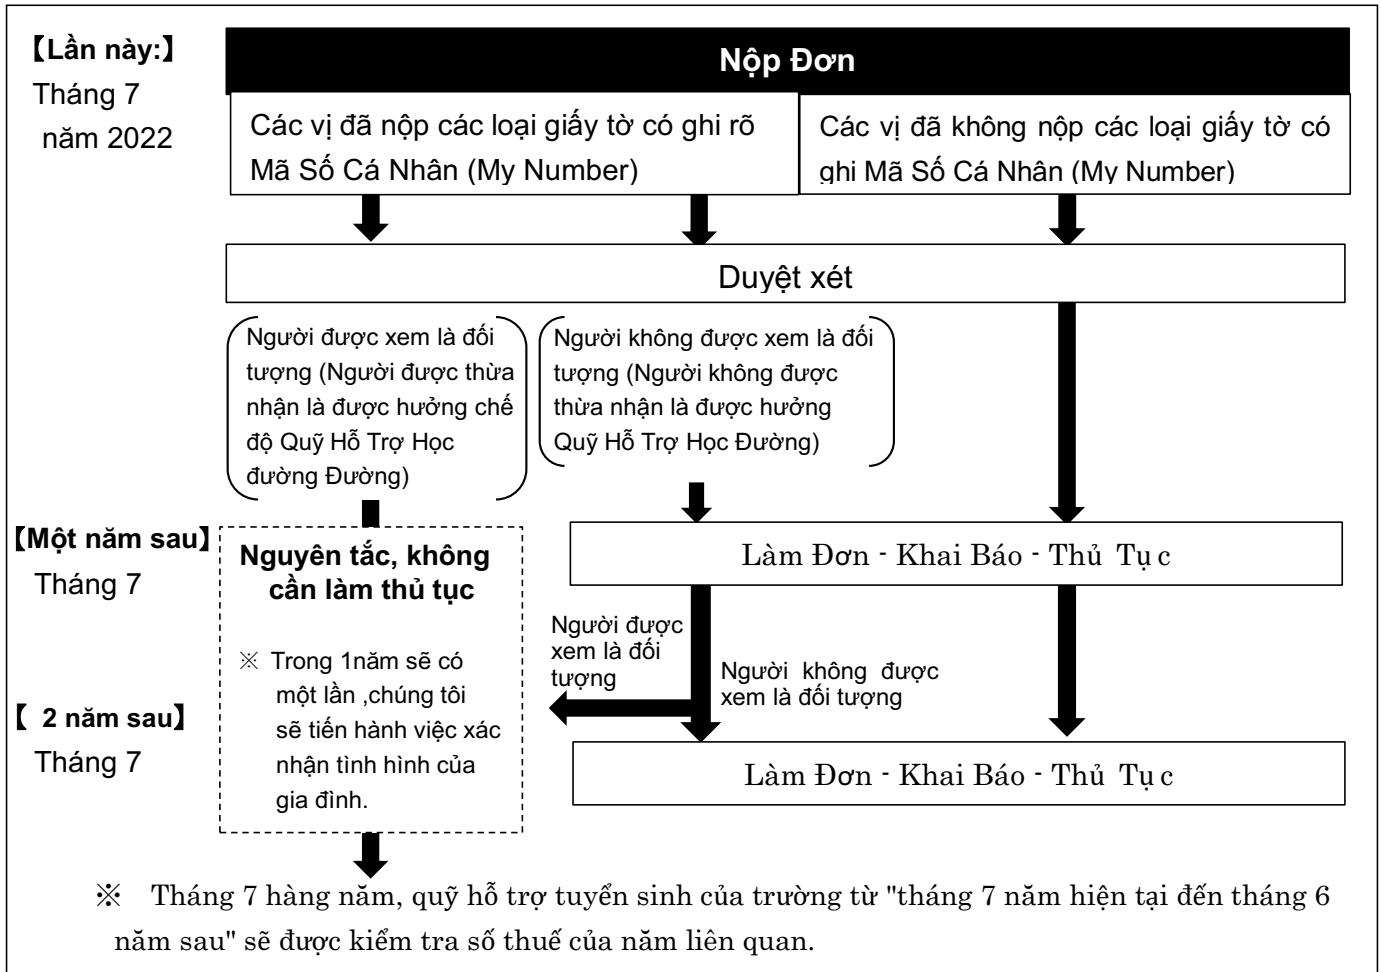 【Lần này:】
Tháng 7
năm 2022
Nộp Đơn
Các vị đã nộp các loại giấy tờ có ghi rõ
Mã Số Cá Nhân (My Number)
Các vị đã không nộp các loại giấy tờ có
ghi Mã Số Cá Nhân (My Number)
Duyệt xét
Người được xem là đối
tượng (Người được thừa
nhận là được hưởng chế
độ Quỹ Hỗ Trợ Học
đường Đường)
Người không được xem là đối
tượng (Người không được
thừa nhận là được hưởng
Quỹ Hỗ Trợ Học Đường)
【Một năm sau】
Tháng 7
Nguyên tắc, không
cần làm thủ tục
※ Trong 1năm sẽ có
một lần ,chúng tôi
sẽ tiến hành việc xác
nhận tình hình của
gia đình.
Làm Đơn - Khai Báo - Thủ Tục
Người được
xem là đối
tượng
Người không được
xem là đối tượng
【 2 năm sau】
Tháng 7
Làm Đơn - Khai Báo - Thủ Tục
※ Tháng 7 hàng năm, quỹ hỗ trợ tuyển sinh của trường từ "tháng 7 năm hiện tại đến tháng 6
năm sau" sẽ được kiểm tra số thuế của năm liên quan.